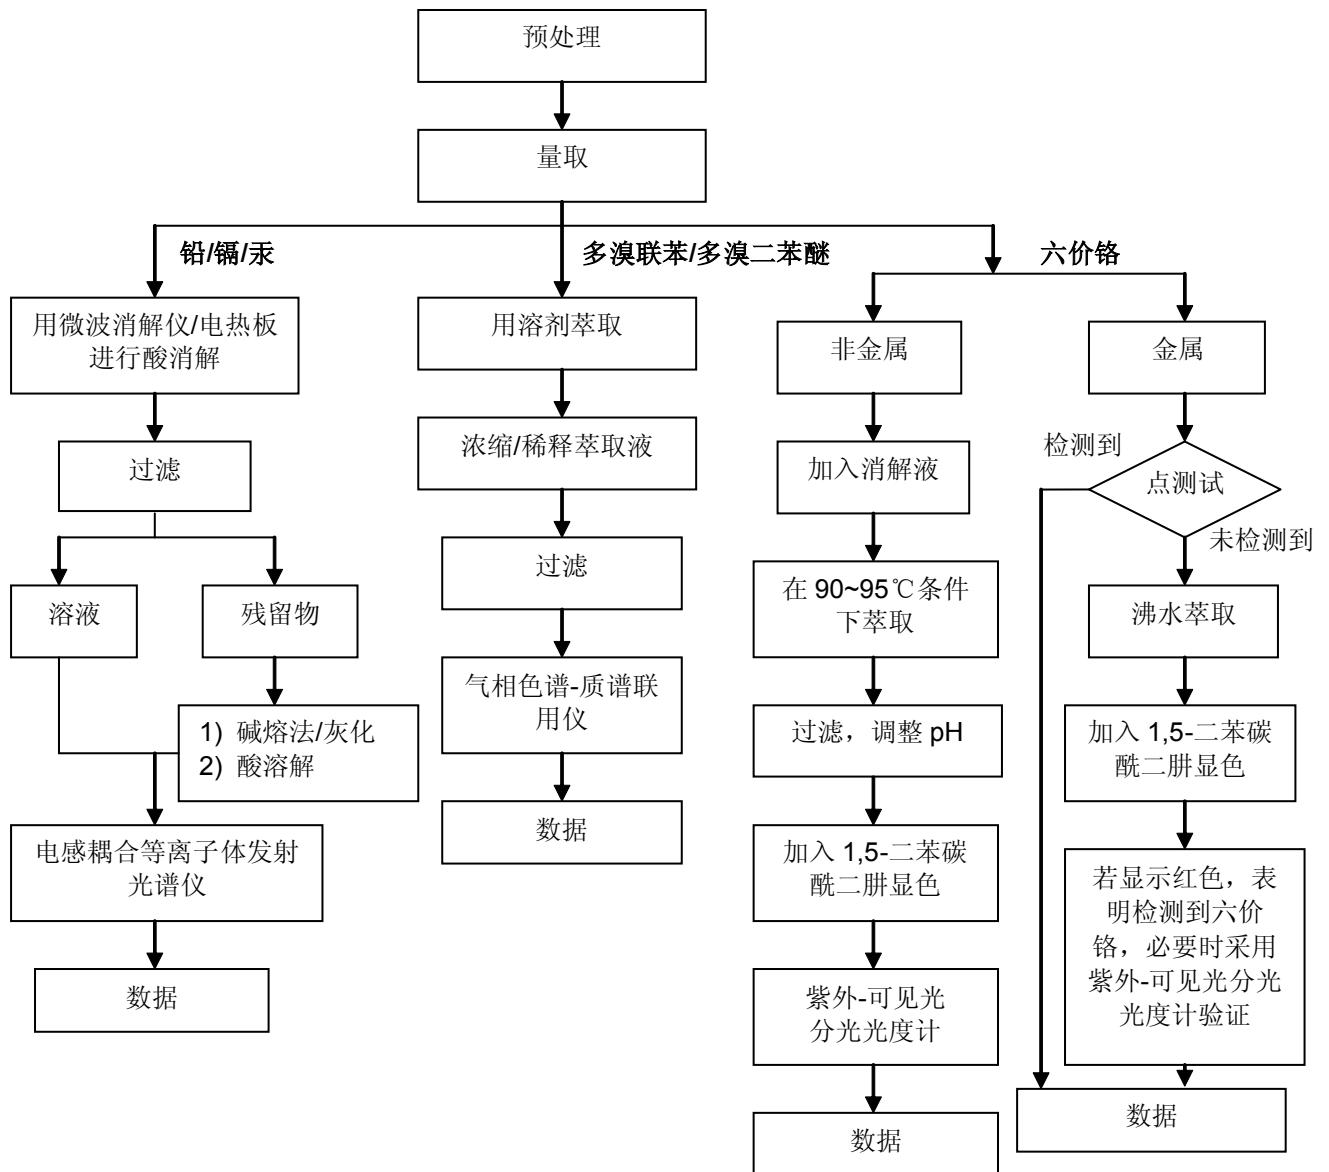 预处理
量取
铅/镉/汞
多溴联苯/多溴二苯醚
六价铬
用微波消解仪/电热板
进行酸消解
过滤
溶液
残留物
1) 碱熔法/灰化
2) 酸溶解
电感耦合等离子体发射
光谱仪
数据
用溶剂萃取
浓缩/稀释萃取液
过滤
气相色谱-质谱联
用仪
数据
非金属
加入消解液
在 90~95℃条件
下萃取
过滤，调整 pH
加入 1,5-二苯碳
酰二肼显色
紫外-可见光
分光光度计
数据
金属
检测到
点测试
未检测到
沸水萃取
加入 1,5-二苯碳
酰二肼显色
若显示红色，表
明检测到六价
铬，必要时采用
紫外-可见光分光
光度计验证
数据